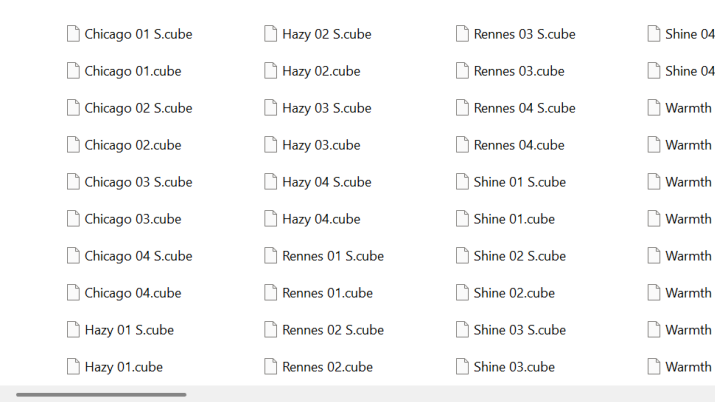 Chicago 01 S.cube
Chicago 01.cube
Chicago 02 S.cube
Chicago 02.cube
Chicago 03 S.cube
Chicago 03.cube
Chicago 04 S.cube
Chicago 04.cube
Hazy 01 S.cube
Hazy 01.cube
Hazy 02 S.cube
Hazy 02.cube
Hazy 03 S.cube
Hazy 03.cube
Hazy 04 S.cube
Hazy 04.cube
Rennes 01 S.cube
Rennes 01.cube
Rennes 02 S.cube
Rennes 02.cube
Rennes 03 S.cube
Rennes 03.cube
Rennes 04 S.cube
Rennes 04.cube
Shine 01 S.cube
Shine 01.cube
Shine 02 S.cube
Shine 02.cube
Shine 03 S.cube
Shine 03.cube
Shine 04
Shine 04
Warmth
Warmth
Warmth
Warmth
Warmth
Warmth
Warmth
Warmth